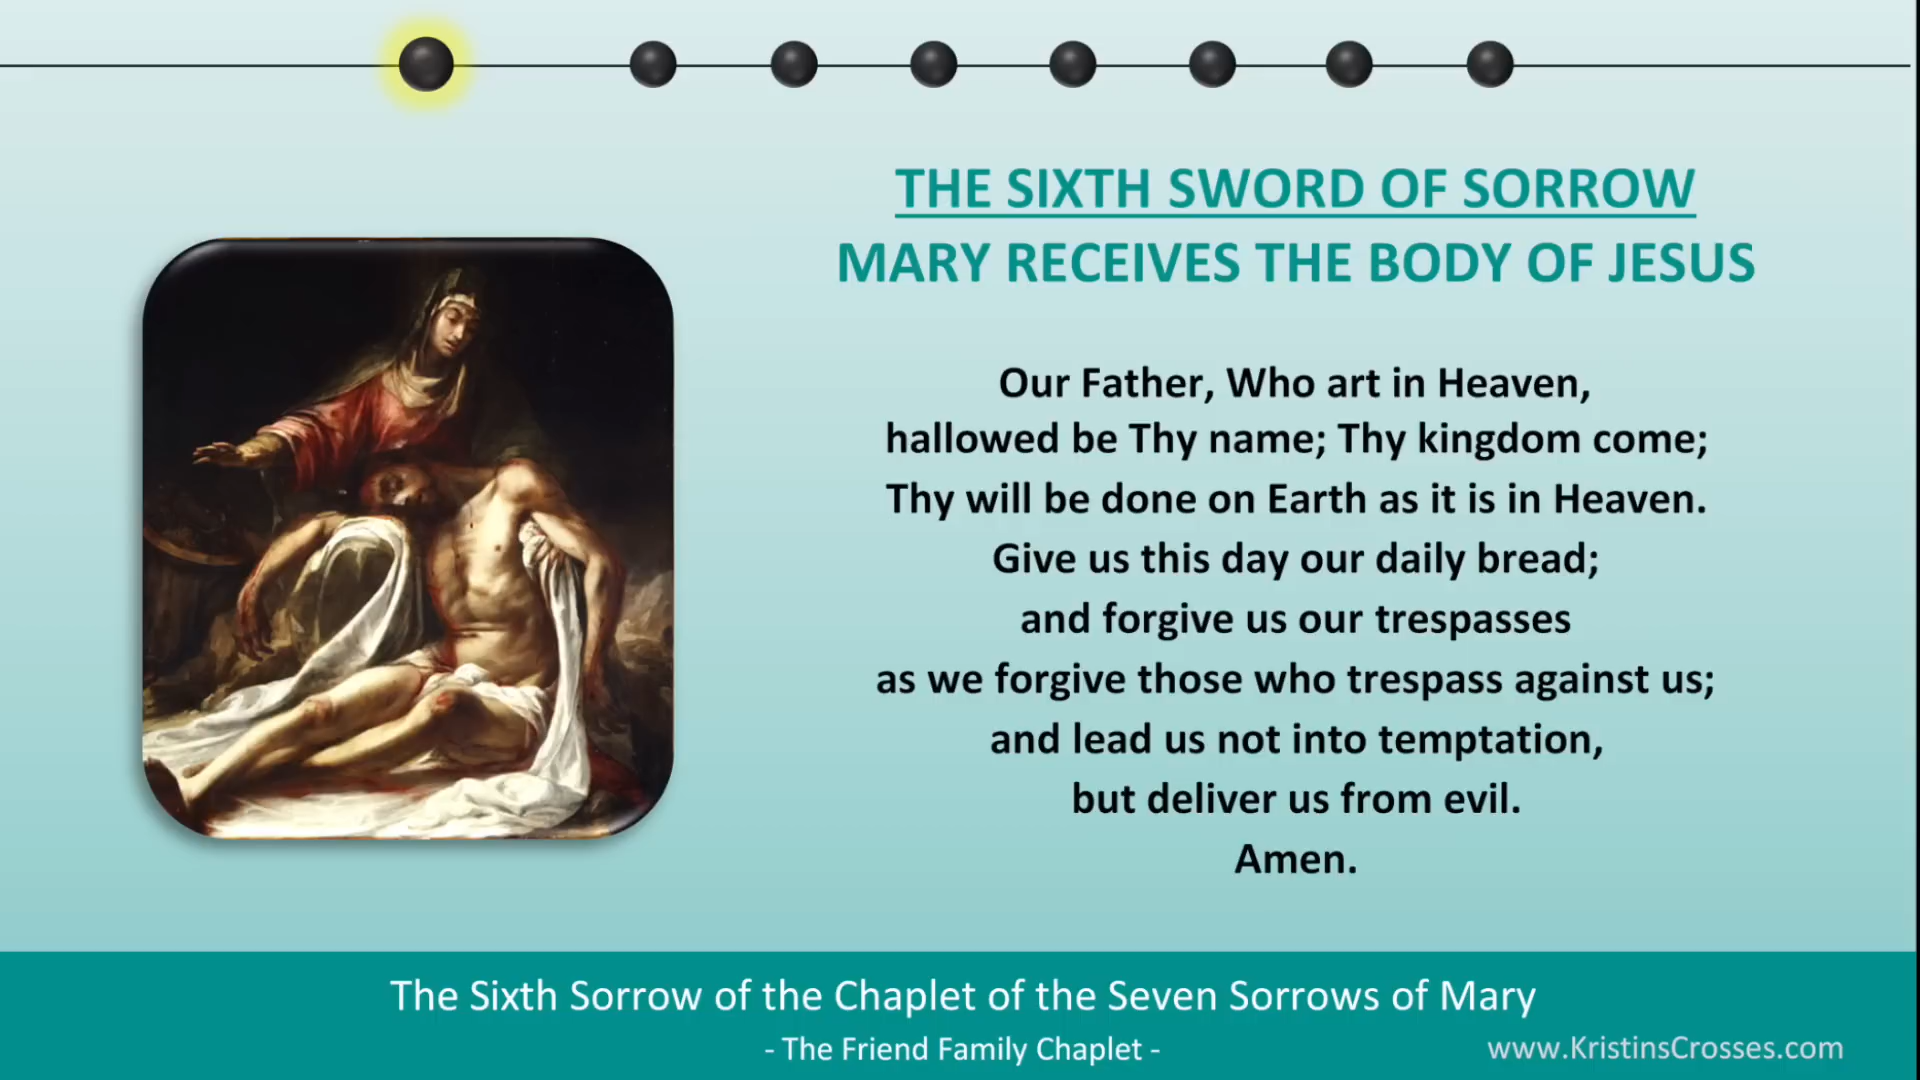 THE SIXTH SWORD OF SORROW
MARY RECEIVES THE BODY OF JESUS
Our Father, Who art in Heaven,
hallowed be Thy name; Thy kingdom come;
Thy will be done on Earth as it is in Heaven.
Give us this day our daily bread;
and forgive us our trespasses
as we forgive those who trespass against us;
and lead us not into temptation,
but deliver us from evil.
Amen.
The Sixth Sorrow of the Chaplet of the Seven Sorrows of Mary
- The Friend Family Chaplet -
www.KristinsCrosses.com